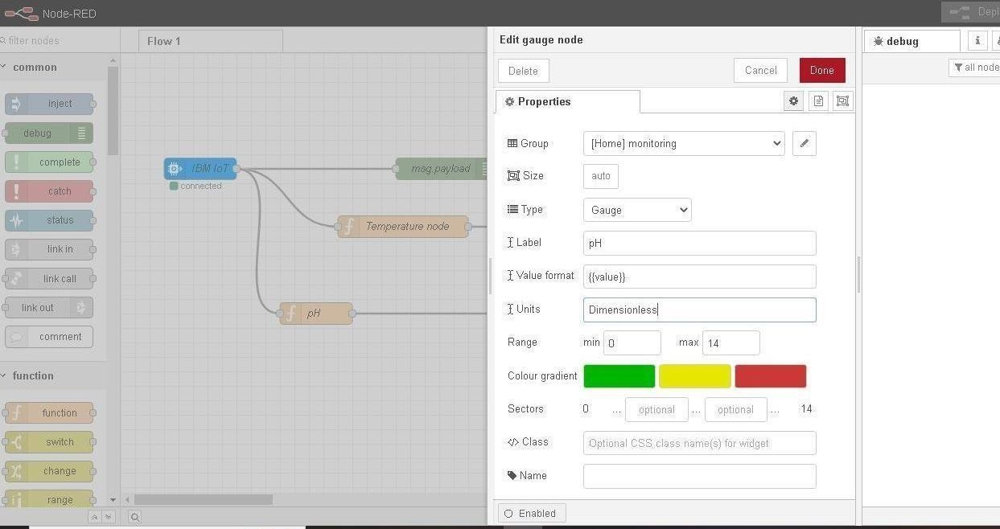 Node-RED
Depl
filter nodes
common
inject
debug
complete
catch
status
link in
link call
link out
comment
function
function
switch
change
range
Flow 1
IBM IoT
connected
msg.payload
Temperature node
pH
Edit gauge node
Delete
Cancel
Done
Properties
Group
[Home] monitoring
Size
auto
Type
Gauge
Label
pH
Value format
{{value}}
Units
Dimensionless
Range
min 0
max 14
Colour gradient
Sectors
0 ... optional ... optional ... 14
</> Class
Optional CSS class name(s) for widget
Name
Enabled
debug
i
all node